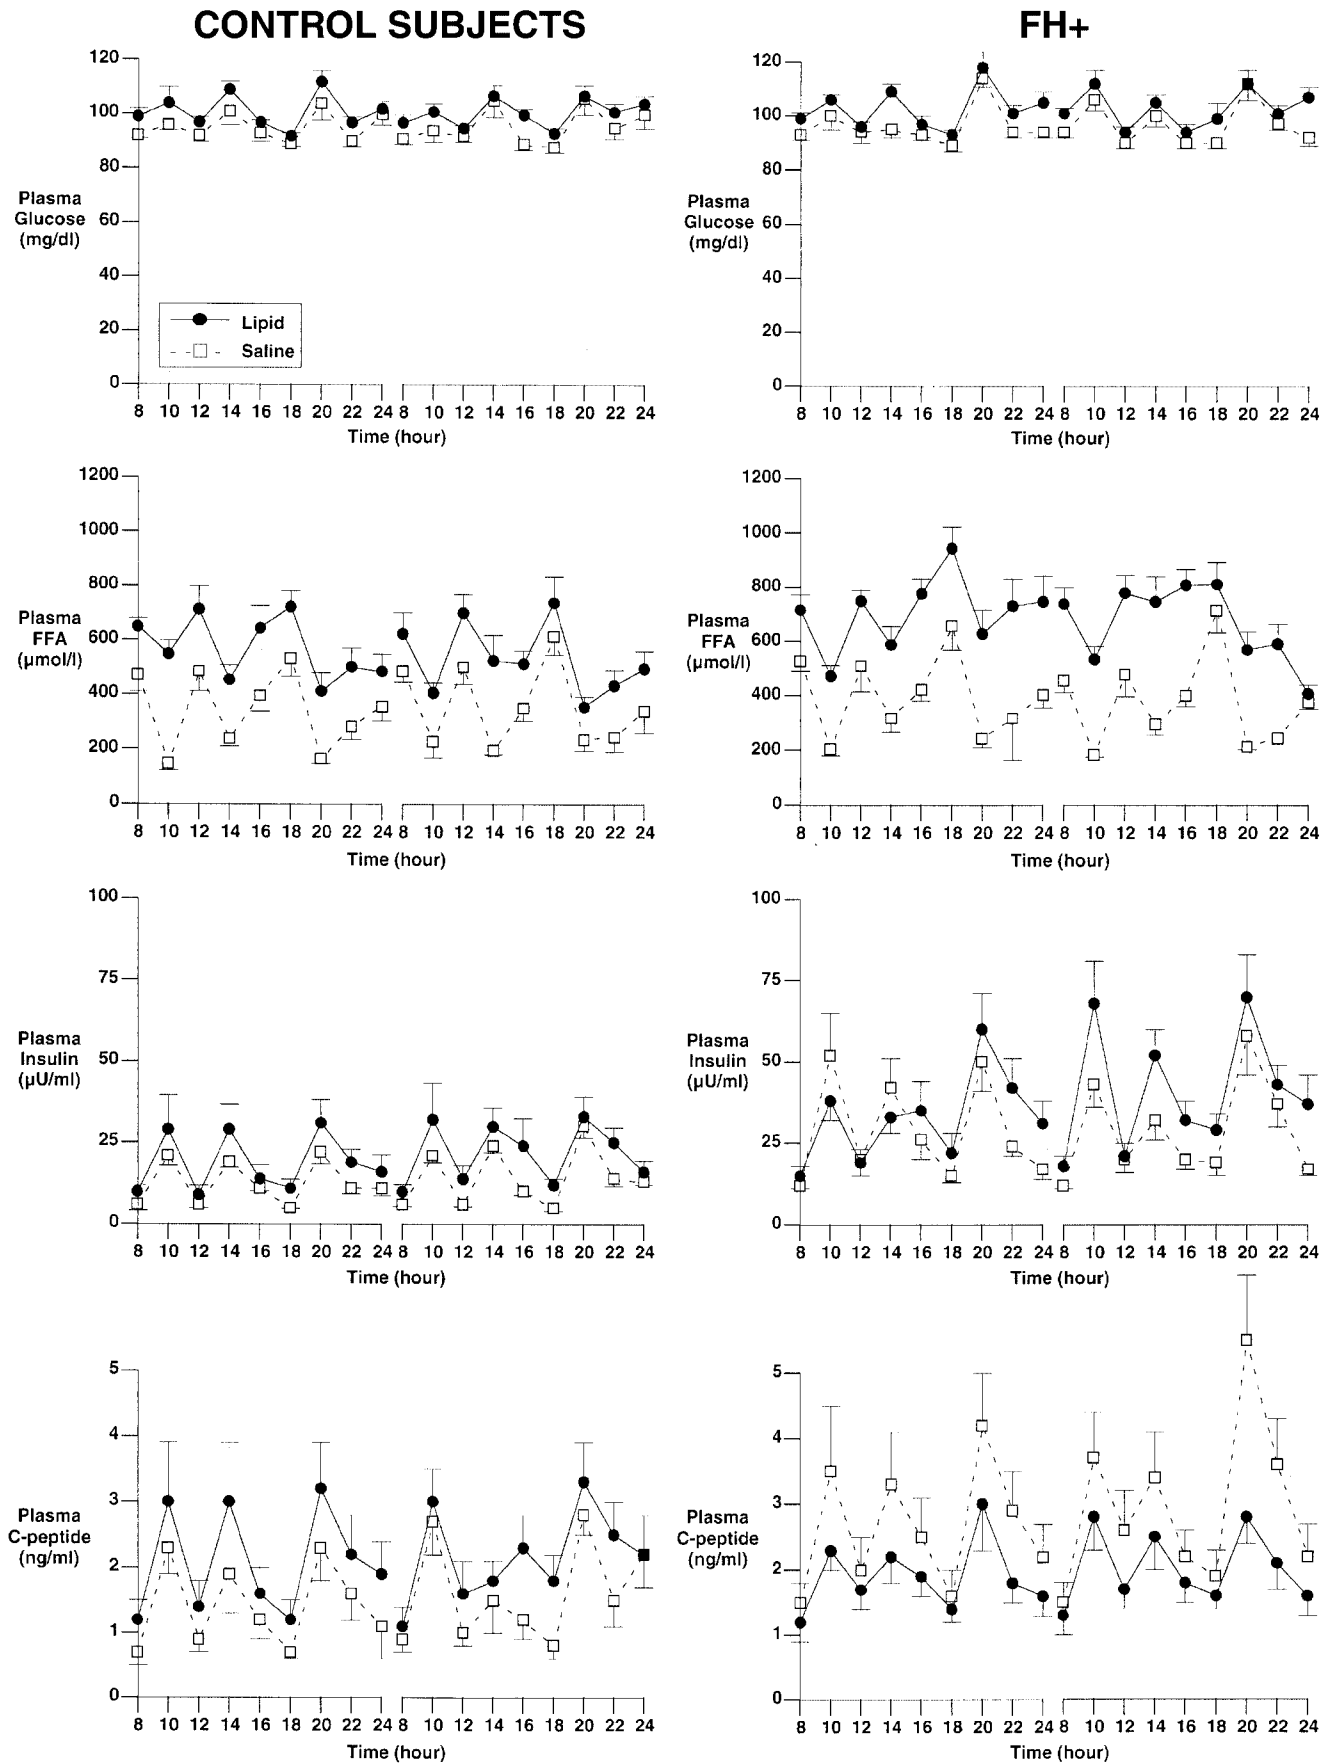 CONTROL SUBJECTS
FH+
120
100
80
60
40
20
0
Plasma
Glucose
(mg/dl)
Lipid
Saline
8 10 12 14 16 18 20 22 24 8 10 12 14 16 18 20 22 24
Time (hour)
120
100
80
60
40
20
0
Plasma
Glucose
(mg/dl)
8 10 12 14 16 18 20 22 24 8 10 12 14 16 18 20 22 24
Time (hour)
1200
1000
800
600
400
200
0
Plasma
FFA
(µmol/l)
8 10 12 14 16 18 20 22 24 8 10 12 14 16 18 20 22 24
Time (hour)
1200
1000
800
600
400
200
0
Plasma
FFA
(µmol/l)
8 10 12 14 16 18 20 22 24 8 10 12 14 16 18 20 22 24
Time (hour)
100
75
50
25
0
Plasma
Insulin
(µU/ml)
8 10 12 14 16 18 20 22 24 8 10 12 14 16 18 20 22 24
Time (hour)
100
75
50
25
0
Plasma
Insulin
(µU/ml)
8 10 12 14 16 18 20 22 24 8 10 12 14 16 18 20 22 24
Time (hour)
5
4
3
2
1
0
Plasma
C-peptide
(ng/ml)
8 10 12 14 16 18 20 22 24 8 10 12 14 16 18 20 22 24
Time (hour)
5
4
3
2
1
0
Plasma
C-peptide
(ng/ml)
8 10 12 14 16 18 20 22 24 8 10 12 14 16 18 20 22 24
Time (hour)